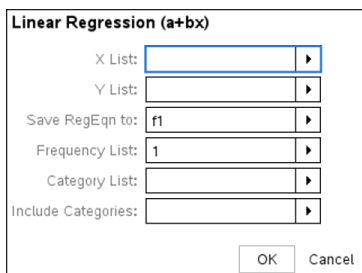 Linear Regression (a+bx)
X List:
Y List:
Save RegEqn to: f1
Frequency List: 1
Category List:
Include Categories:
OK Cancel